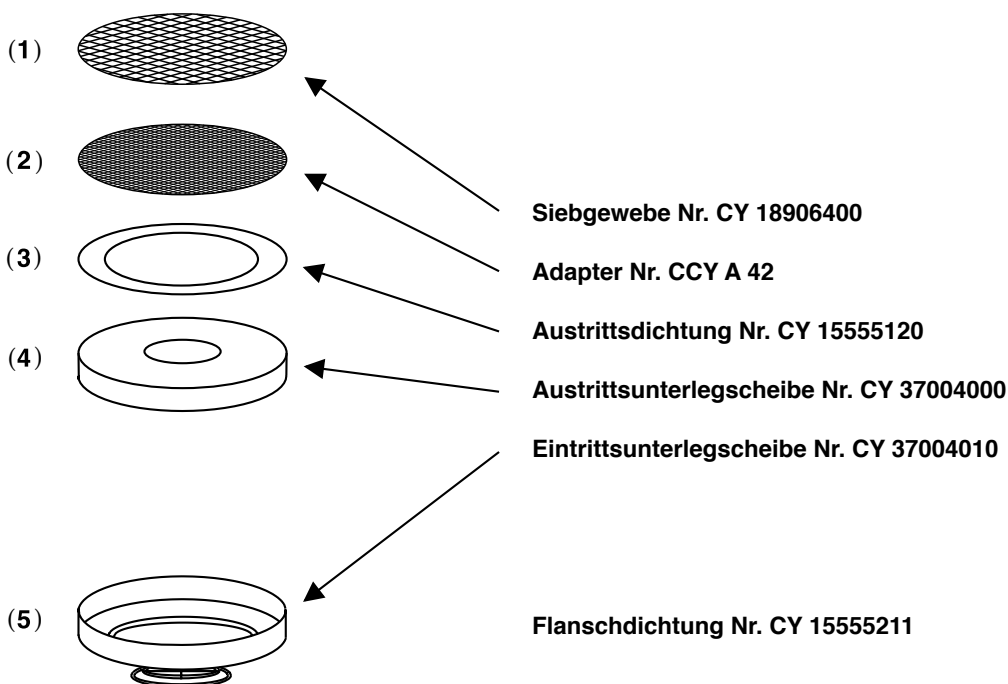 (1)
(2)
Siebgewebe Nr. CY 18906400
(3)
Adapter Nr. CCY A 42
Austrittsdichtung Nr. CY 15555120
(4)
Austrittsunterlegscheibe Nr. CY 37004000
Eintrittsunterlegscheibe Nr. CY 37004010
(5)
Flanschdichtung Nr. CY 15555211